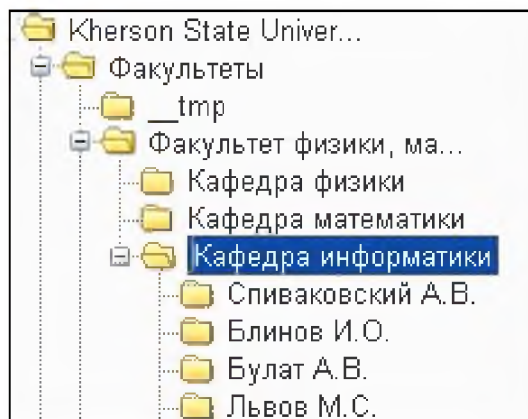 Kherson State Univer...
Факультеты
__tmp
Факультет физики, ма...
Кафедра физики
Кафедра математики
Кафедра информатики
Спиваковский А.В.
Блинов И.О.
Булат А.В.
Львов М.С.